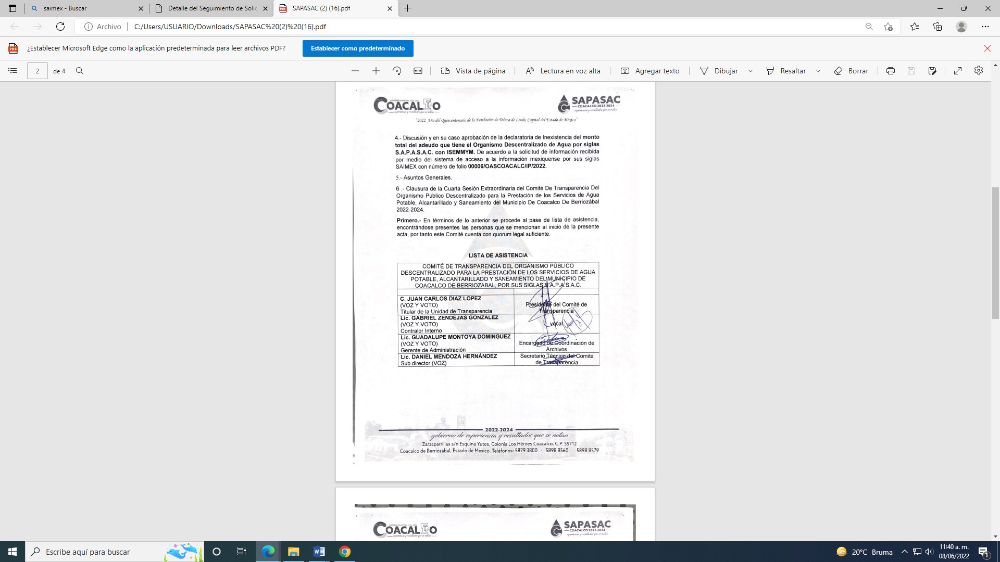 saimex - Buscar
Detalle del Seguimiento de Solic
SAPASAC (2) (16).pdf
Archivo
C:/Users/USUARIO/Downloads/SAPASAC%20(2)%20(16).pdf
¿Establecer Microsoft Edge como la aplicación predeterminada para leer archivos PDF?
Establecer como predeterminado
2 de 4
Vista de página
Lectura en voz alta
Agregar texto
Dibujar
Resaltar
Borrar
COACALCO
SAPASAC
COACALCO 2022-2024
experiencia y resultados que se notan
"2022. Año del Quincentenario de la Fundación de Toluca de Lerdo, Capital del Estado de México"
4.- Discusión y en su caso aprobación de la declaratoria de Inexistencia del monto
total del adeudo que tiene el Organismo Descentralizado de Agua por siglas
S.A.P.A.S.A.C. con ISEMMYM. De acuerdo a la solicitud de información recibida
por medio del sistema de acceso a la información mexiquense por sus siglas
SAIMEX con número de folio 00006/OASCOACALC/IP/2022.
5.- Asuntos Generales.
6 .- Clausura de la Cuarta Sesión Extraordinaria del Comité De Transparencia Del
Organismo Público Descentralizado para la Prestación de los Servicios de Agua
Potable, Alcantarillado y Saneamiento del Municipio De Coacalco De Berriozábal
2022-2024.
Primero.- En términos de lo anterior se procede al pase de lista de asistencia,
encontrándose presentes las personas que se mencionan al inicio de la presente
acta, por tanto este Comité cuenta con quorum legal suficiente.
LISTA DE ASISTENCIA
COMITÉ DE TRANSPARENCIA DEL ORGANISMO PÚBLICO
DESCENTRALIZADO PARA LA PRESTACIÓN DE LOS SERVICIOS DE AGUA
POTABLE, ALCANTARILLADO Y SANEAMIENTO DEL MUNICIPIO DE
COACALCO DE BERRIOZABAL, POR SUS SIGLAS S.A.P.A.S.A.C.
C. JUAN CARLOS DIAZ LOPEZ
(VOZ Y VOTO)
Titular de la Unidad de Transparencia
Presidente del Comité de
Transparencia
Lic. GABRIEL ZENDEJAS GONZALEZ
(VOZ Y VOTO)
Contralor Interno
vocal
Lic. GUADALUPE MONTOYA DOMINGUEZ
(VOZ Y VOTO)
Gerente de Administración
Encargado de Coordinación de
Archivos
Lic. DANIEL MENDOZA HERNÁNDEZ
Sub director (VOZ)
Secretario Técnico del Comité
de Transparencia
2022-2024
gobierno de experiencia y resultados que se notan
Zarzaparrillas s/n Esquina Yutes, Colonia Los Héroes Coacalco, C.P. 55712
Coacalco de Berriozábal, Estado de México. Teléfonos: 5879 3800 - 5898 8560 - 5898 8579
COACALCO
SAPASAC
COACALCO 2022-2024
experiencia y resultados que se notan
Escribe aquí para buscar
20°C Bruma
11:40 a. m.
08/06/2022
1